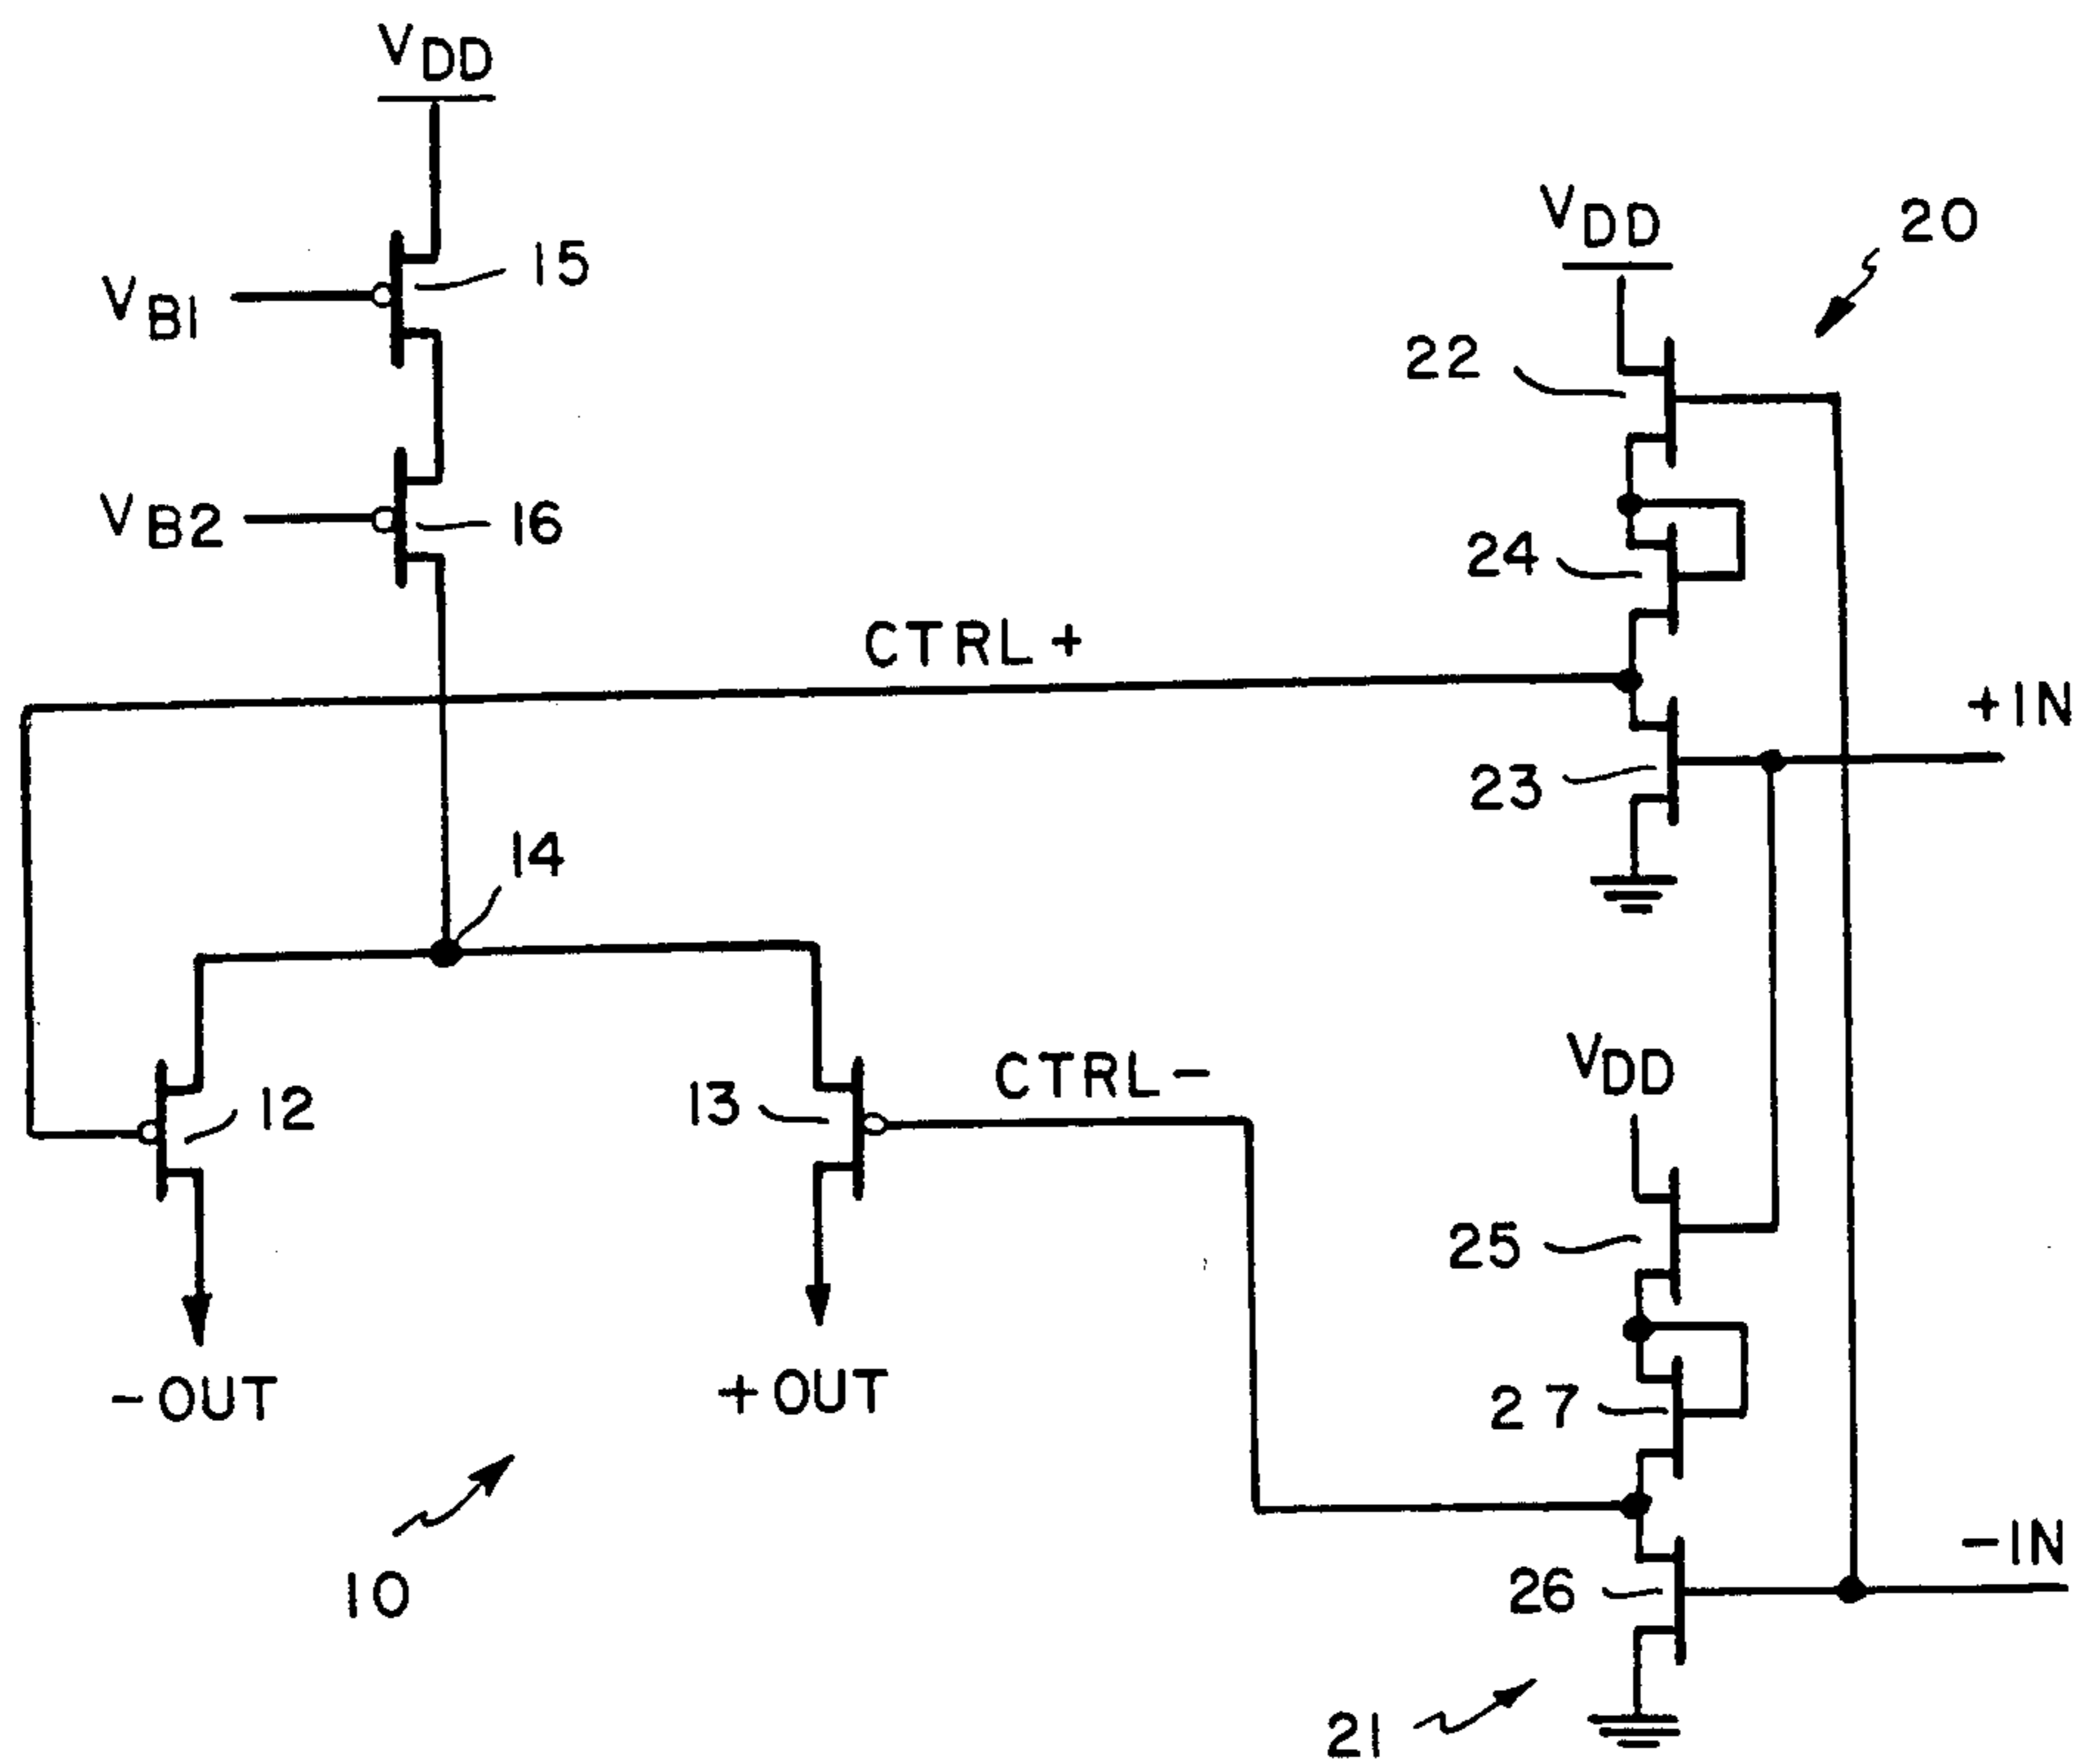 VDD
VDD
20
15
VB1
22
VB2
16
24
CTRL+
+IN
23
14
VDD
CTRL-
12
13
25
-OUT
+OUT
27
-IN
10
26
21